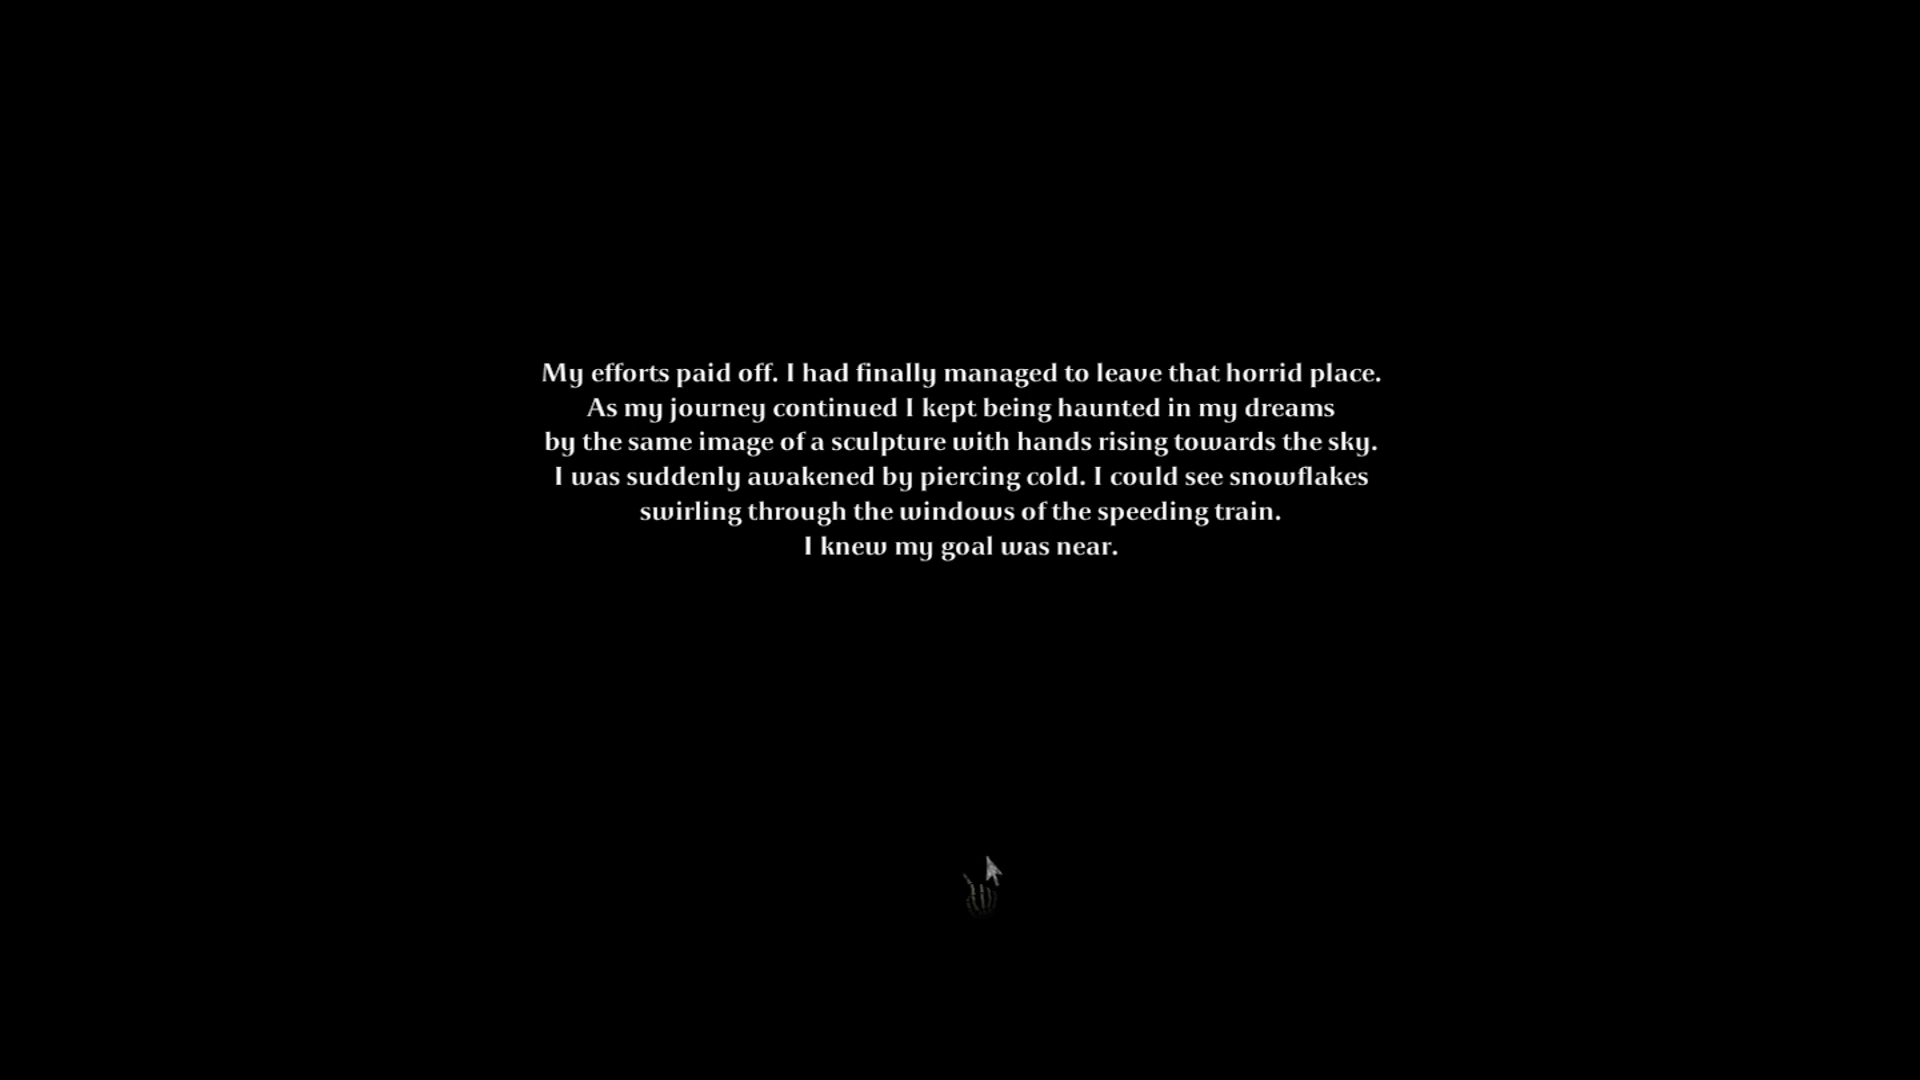 My efforts paid off. I had finally managed to leave that horrid place.
As my journey continued I kept being haunted in my dreams
by the same image of a sculpture with hands rising towards the sky.
I was suddenly awakened by piercing cold. I could see snowflakes
swirling through the windows of the speeding train.
I knew my goal was near.